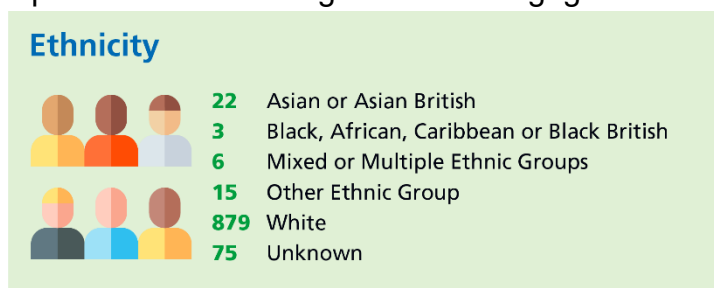 Ethnicity
22 Asian or Asian British
3 Black, African, Caribbean or Black British
6 Mixed or Multiple Ethnic Groups
15 Other Ethnic Group
879 White
75 Unknown